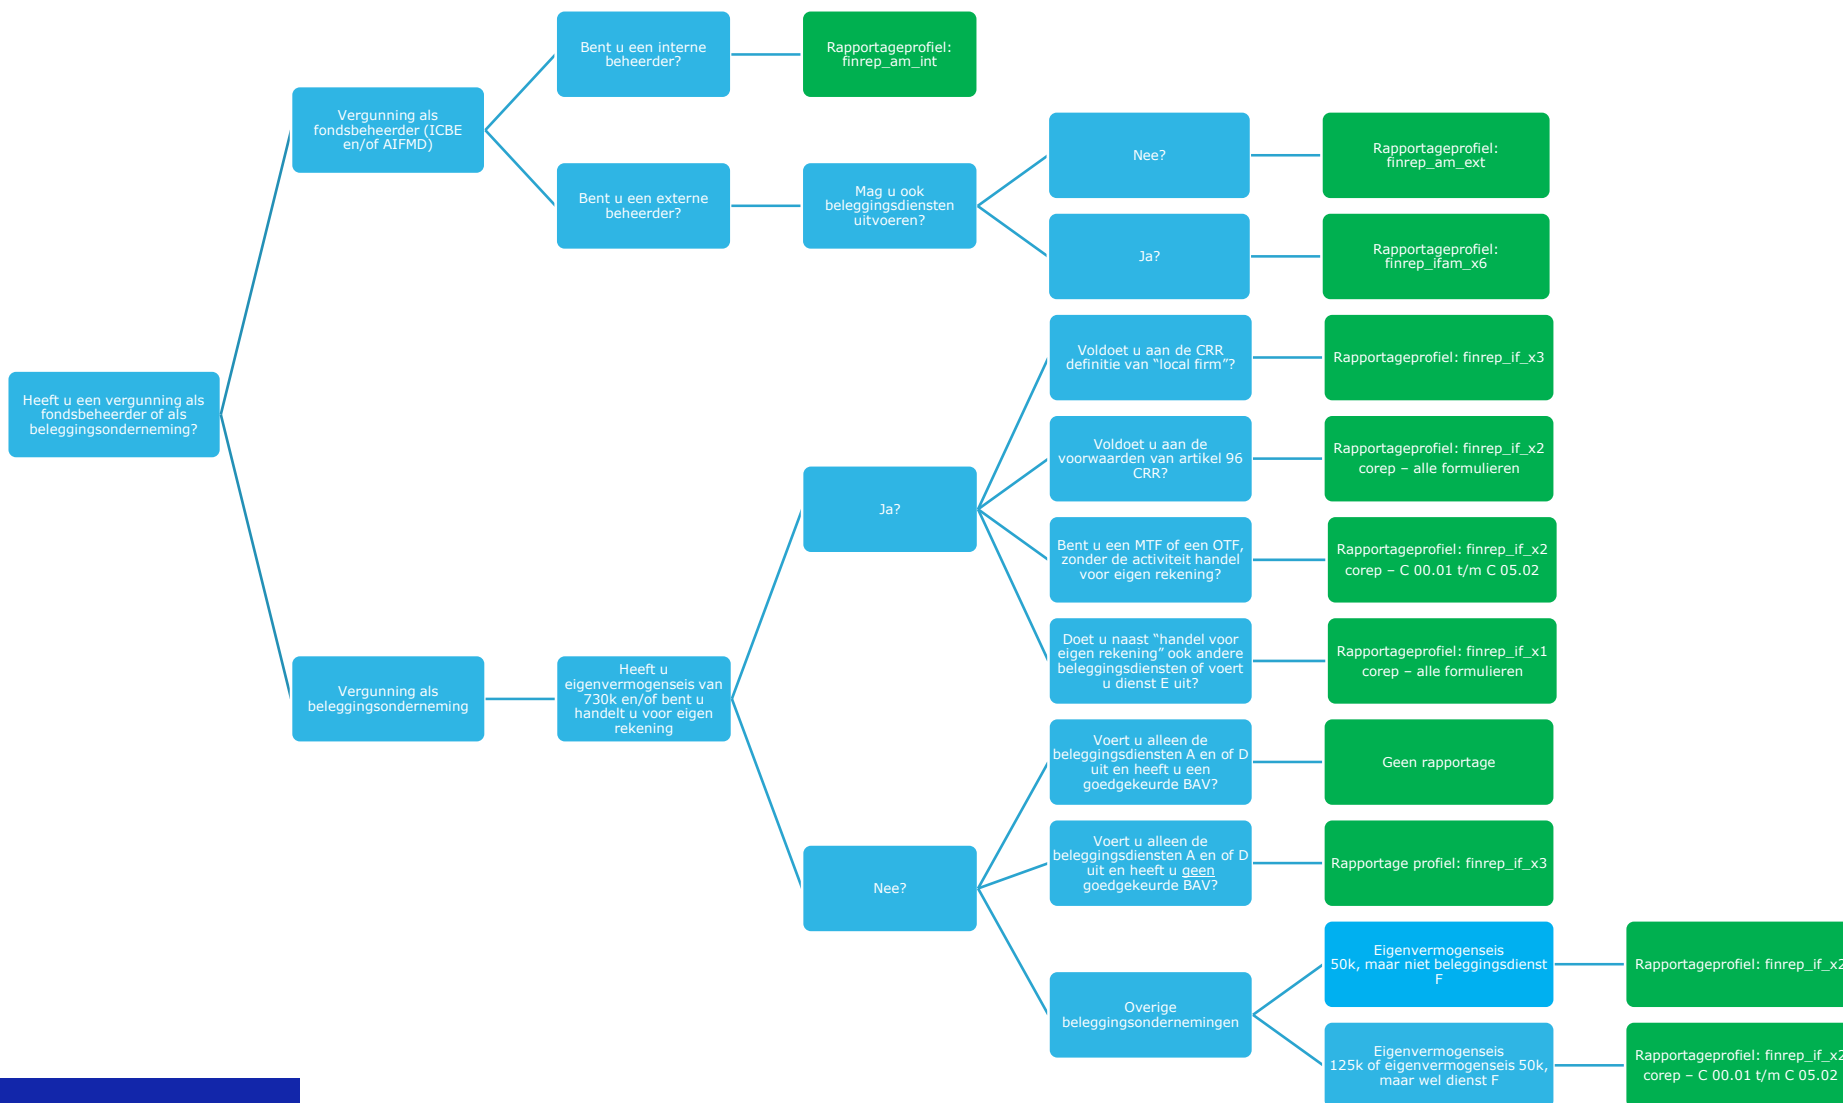 Heeft u een vergunning als
fondsbeheerder of als
beleggingsonderneming?
Vergunning als
fondsbeheerder (ICBE
en/of AIFMD)
Bent u een interne
beheerder?
Rapportageprofiel:
finrep_am_int
Bent u een externe
beheerder?
Mag u ook
beleggingsdiensten
uitvoeren?
Nee?
Rapportageprofiel:
finrep_am_ext
Ja?
Rapportageprofiel:
finrep_ifam_x6
Vergunning als
beleggingsonderneming
Heeft u
eigenvermogenseis van
730k en/of bent u
handelt u voor eigen
rekening
Ja?
Voldoet u aan de CRR
definitie van “local firm”?
Rapportageprofiel: finrep_if_x3
Voldoet u aan de
voorwaarden van artikel 96
CRR?
Rapportageprofiel: finrep_if_x2
corep – alle formulieren
Bent u een MTF of een OTF,
zonder de activiteit handel
voor eigen rekening?
Rapportageprofiel: finrep_if_x2
corep – C 00.01 t/m C 05.02
Doet u naast “handel voor
eigen rekening” ook andere
beleggingsdiensten of voert
u dienst E uit?
Rapportageprofiel: finrep_if_x1
corep – alle formulieren
Nee?
Voert u alleen de
beleggingsdiensten A en of D
uit en heeft u een
goedgekeurde BAV?
Geen rapportage
Voert u alleen de
beleggingsdiensten A en of D
uit en heeft u geen
goedgekeurde BAV?
Rapportage profiel: finrep_if_x3
Overige
beleggingsondernemingen
Eigenvermogenseis
50k, maar niet beleggingsdienst
F
Rapportageprofiel: finrep_if_x2
Eigenvermogenseis
125k of eigenvermogenseis 50k,
maar wel dienst F
Rapportageprofiel: finrep_if_x2
corep – C 00.01 t/m C 05.02